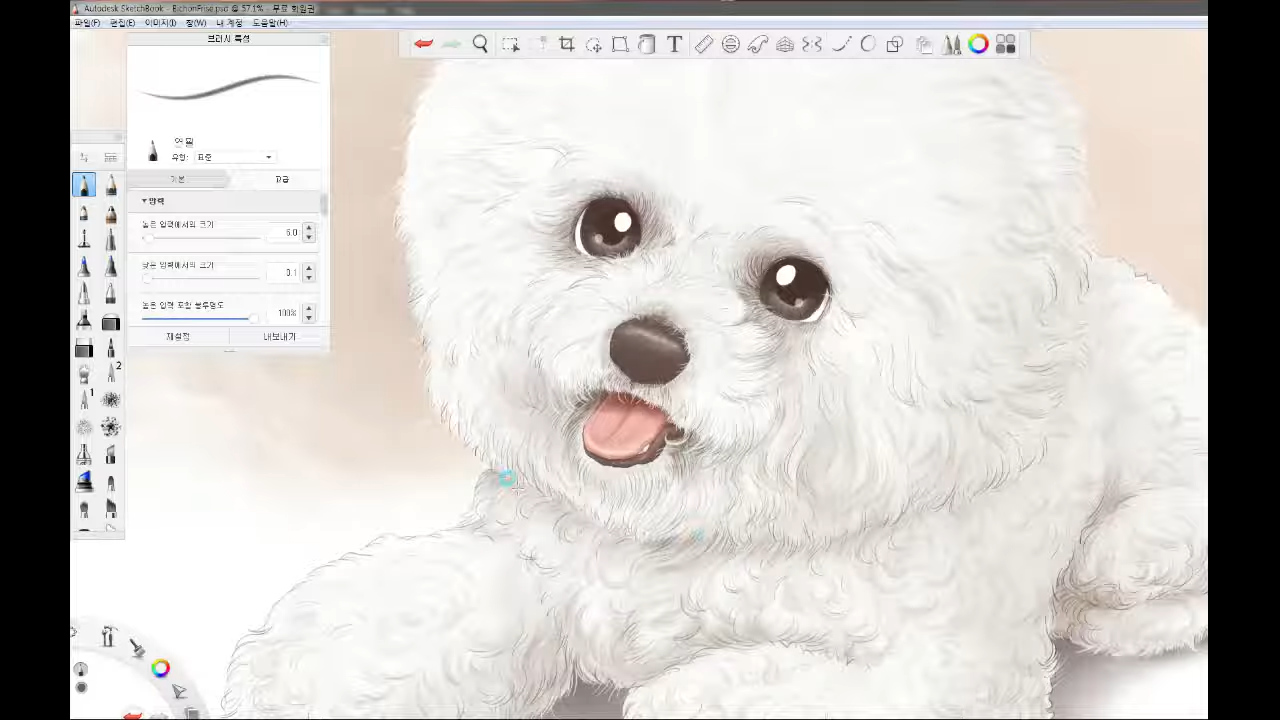 Autodesk SketchBook - BichonFrise.psd @ 57.1% - 무료 회원권
파일(F) 편집(E) 이미지(I) 창(W) 내 계정 도움말(H)
브러시 특성
연필
유형: 표준
기본 고급
압력
높은 압력에서의 크기 6.0
낮은 압력에서의 크기 0.1
높은 압력 포함 불투명도 100%
재설정 내보내기
T
2
1